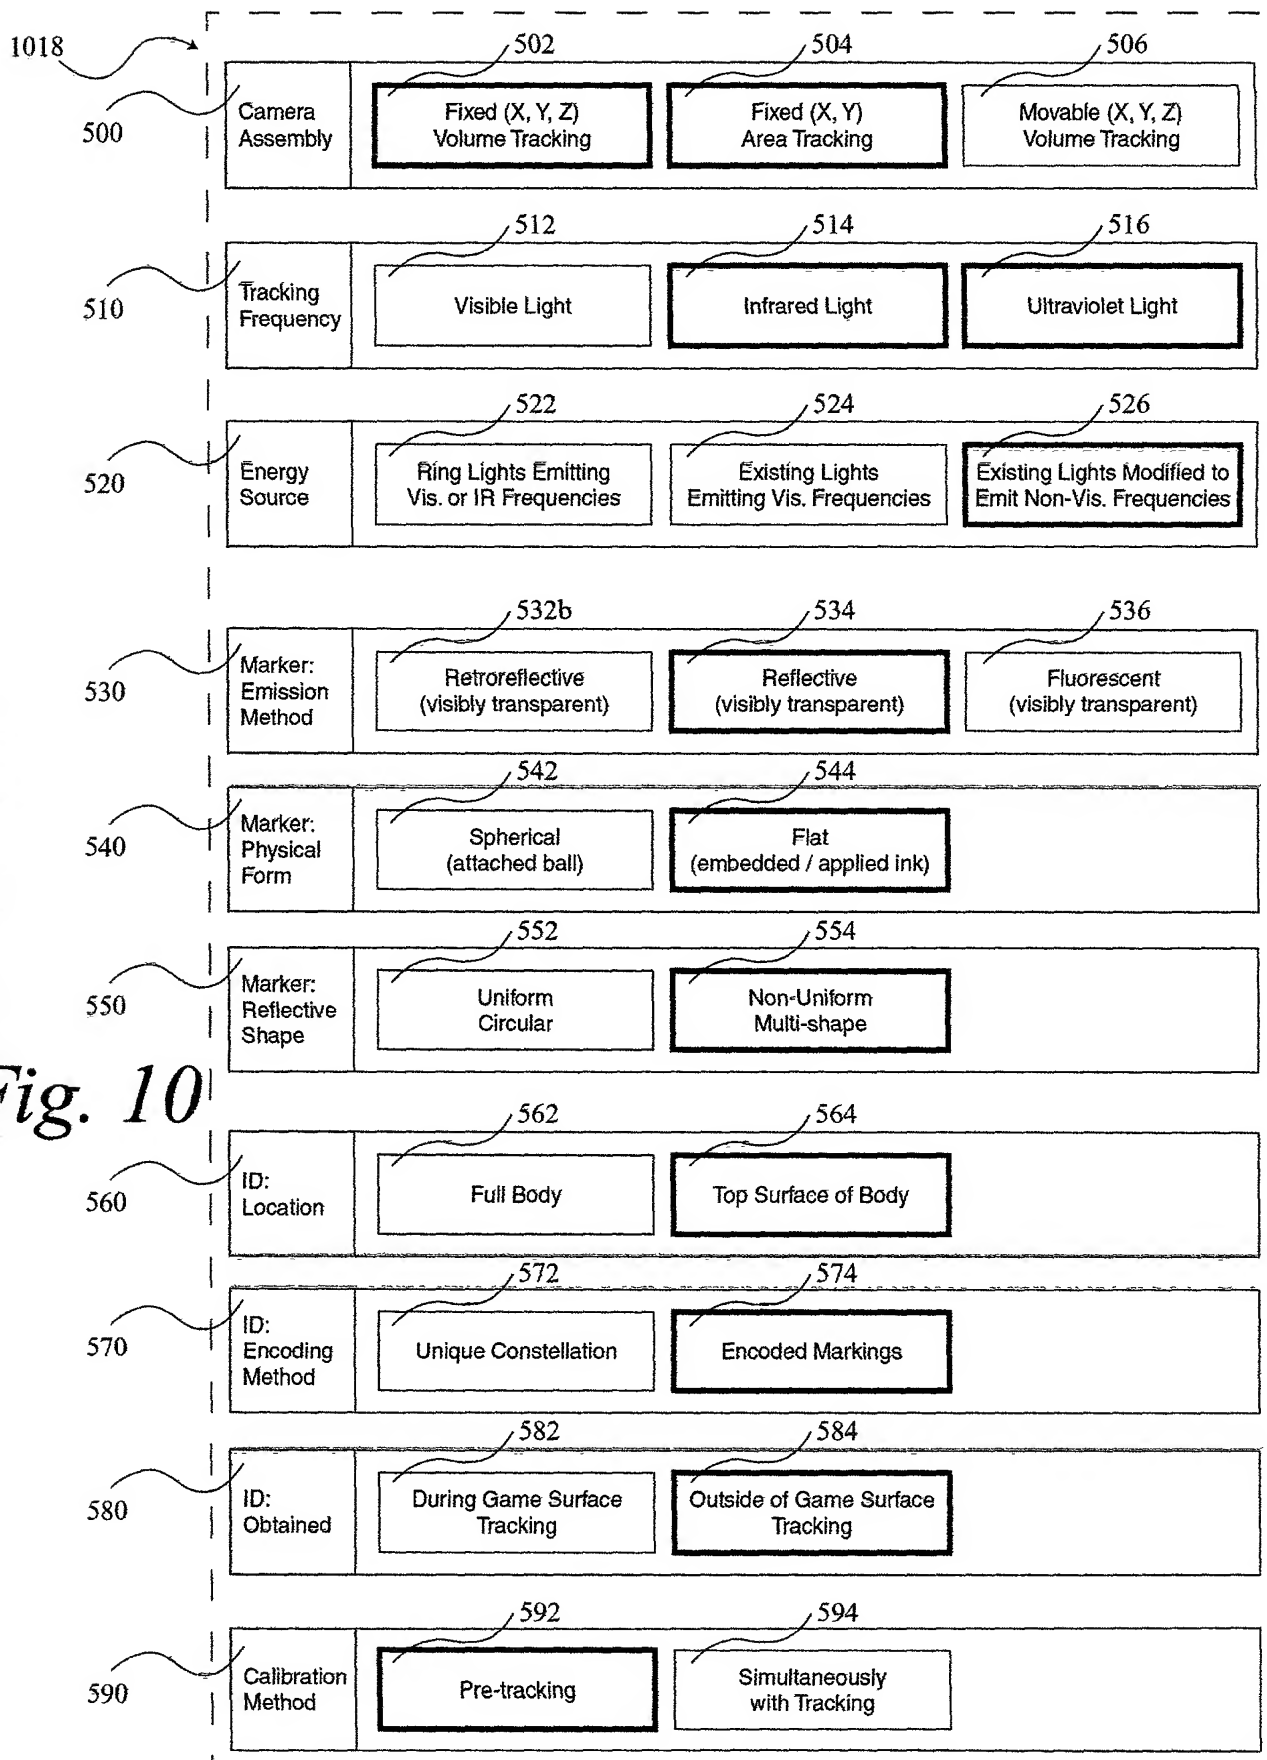 1018
502 504 506
500
Camera Assembly
Fixed (X, Y, Z) Volume Tracking
Fixed (X, Y) Area Tracking
Movable (X, Y, Z) Volume Tracking
512 514 516
510
Tracking Frequency
Visible Light
Infrared Light
Ultraviolet Light
522 524 526
520
Energy Source
Ring Lights Emitting Vis. or IR Frequencies
Existing Lights Emitting Vis. Frequencies
Existing Lights Modified to Emit Non-Vis. Frequencies
532b 534 536
530
Marker: Emission Method
Retroreflective (visibly transparent)
Reflective (visibly transparent)
Fluorescent (visibly transparent)
542 544
540
Marker: Physical Form
Spherical (attached ball)
Flat (embedded / applied ink)
552 554
550
Marker: Reflective Shape
Uniform Circular
Non-Uniform Multi-shape
Fig. 10
562 564
560
ID: Location
Full Body
Top Surface of Body
572 574
570
ID: Encoding Method
Unique Constellation
Encoded Markings
582 584
580
ID: Obtained
During Game Surface Tracking
Outside of Game Surface Tracking
592 594
590
Calibration Method
Pre-tracking
Simultaneously with Tracking